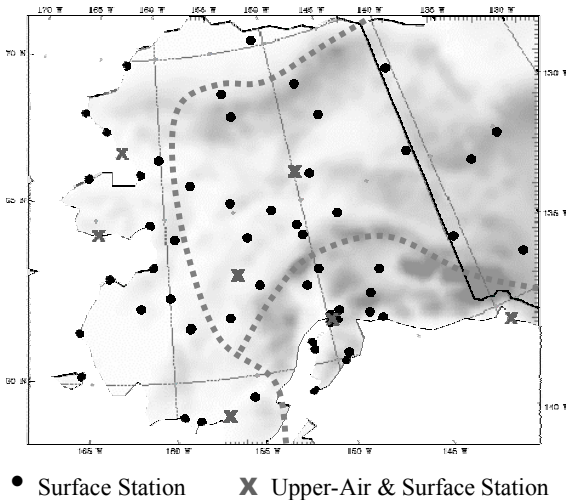 170 W 165 W 160 W 155 W 150 W 145 W 140 W 135 W 130 W
70 N
130 W
65 N
135 W
60 N
140 W
165 W 160 W 155 W 150 W 145 W
Surface Station X Upper-Air & Surface Station